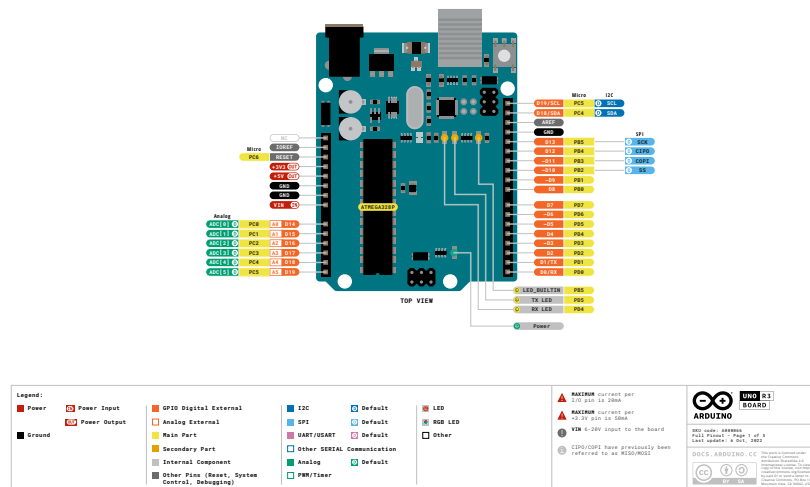 Micro
I2C
D19/SCL PC5 SCL
D18/SDA PC4 SDA
AREF
GND
SPI
D13 PB5 SCK
D12 PB4 CIPO
~D11 PB3 COPI
~D10 PB2
~D9 PB1
D8 PB0
D7 PD7
~D6 PD6
~D5 PD5
D4 PD4
~D3 PD3
D2 PD2
D1/TX PD1
D0/RX PD0
NC
IOREF
Micro
PC6 RESET
+3V3 OUT
+5V OUT
GND
GND
VIN IN
Analog
ADC[0] PC0 A0 D14
ADC[1] PC1 A1 D15
ADC[2] PC2 A2 D16
ADC[3] PC3 A3 D17
ADC[4] PC4 A4 D18
ADC[5] PC5 A5 D19
ATMEGA328P
LED_BUILTIN PB5
TX LED PD5
RX LED PD4
Power
TOP VIEW
Legend:
Power
Ground
Power Input
Power Output
GPIO Digital External
Analog External
Main Part
Secondary Part
Internal Component
Other Pins (Reset, System Control, Debugging)
I2C
SPI
UART/USART
Other SERIAL Communication
Analog
PWM/Timer
Default
Default
Default
Default
LED
RGB LED
Other
MAXIMUM current per
I/O pin is 20mA
MAXIMUM current per
+3.3V pin is 50mA
VIN 6-20V input to the board
CIPO/COPI have previously been
referred to as MISO/MOSI
ARDUINO
UNO R3
BOARD
SKU code: A000066
Full Pinout - Page 1 of 5
Last update: 6 Oct, 2022
DOCS.ARDUINO.CC
CC
BY SA